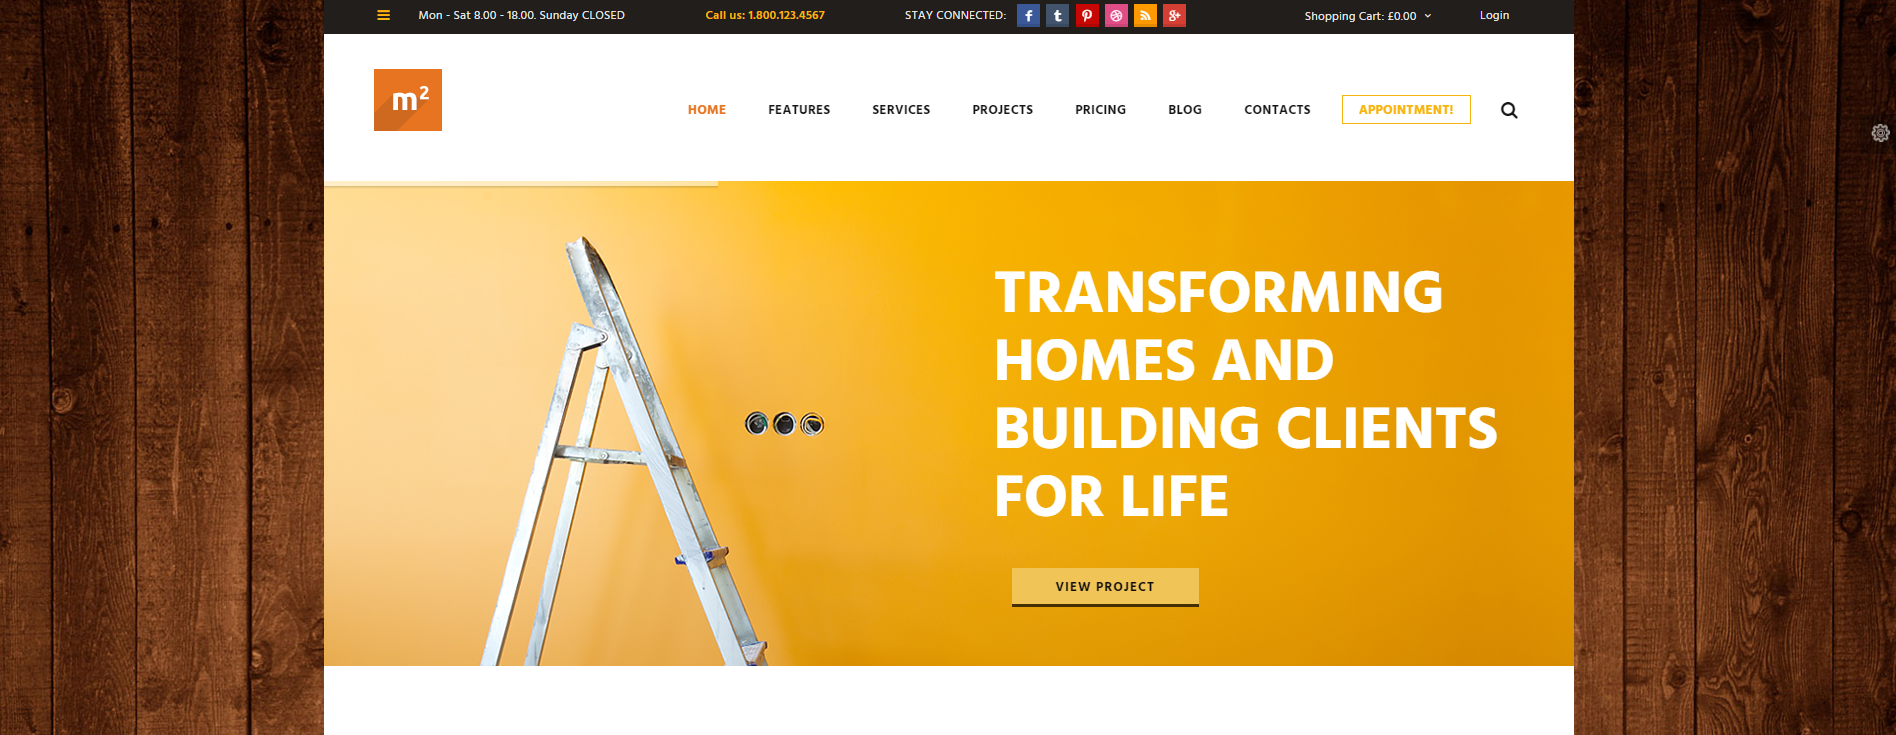 Mon - Sat 8.00 - 18.00. Sunday CLOSED
Call us: 1.800.123.4567
STAY CONNECTED:
Shopping Cart: £0.00
Login
m²
HOME
FEATURES
SERVICES
PROJECTS
PRICING
BLOG
CONTACTS
APPOINTMENT!
TRANSFORMING
HOMES AND
BUILDING CLIENTS
FOR LIFE
VIEW PROJECT